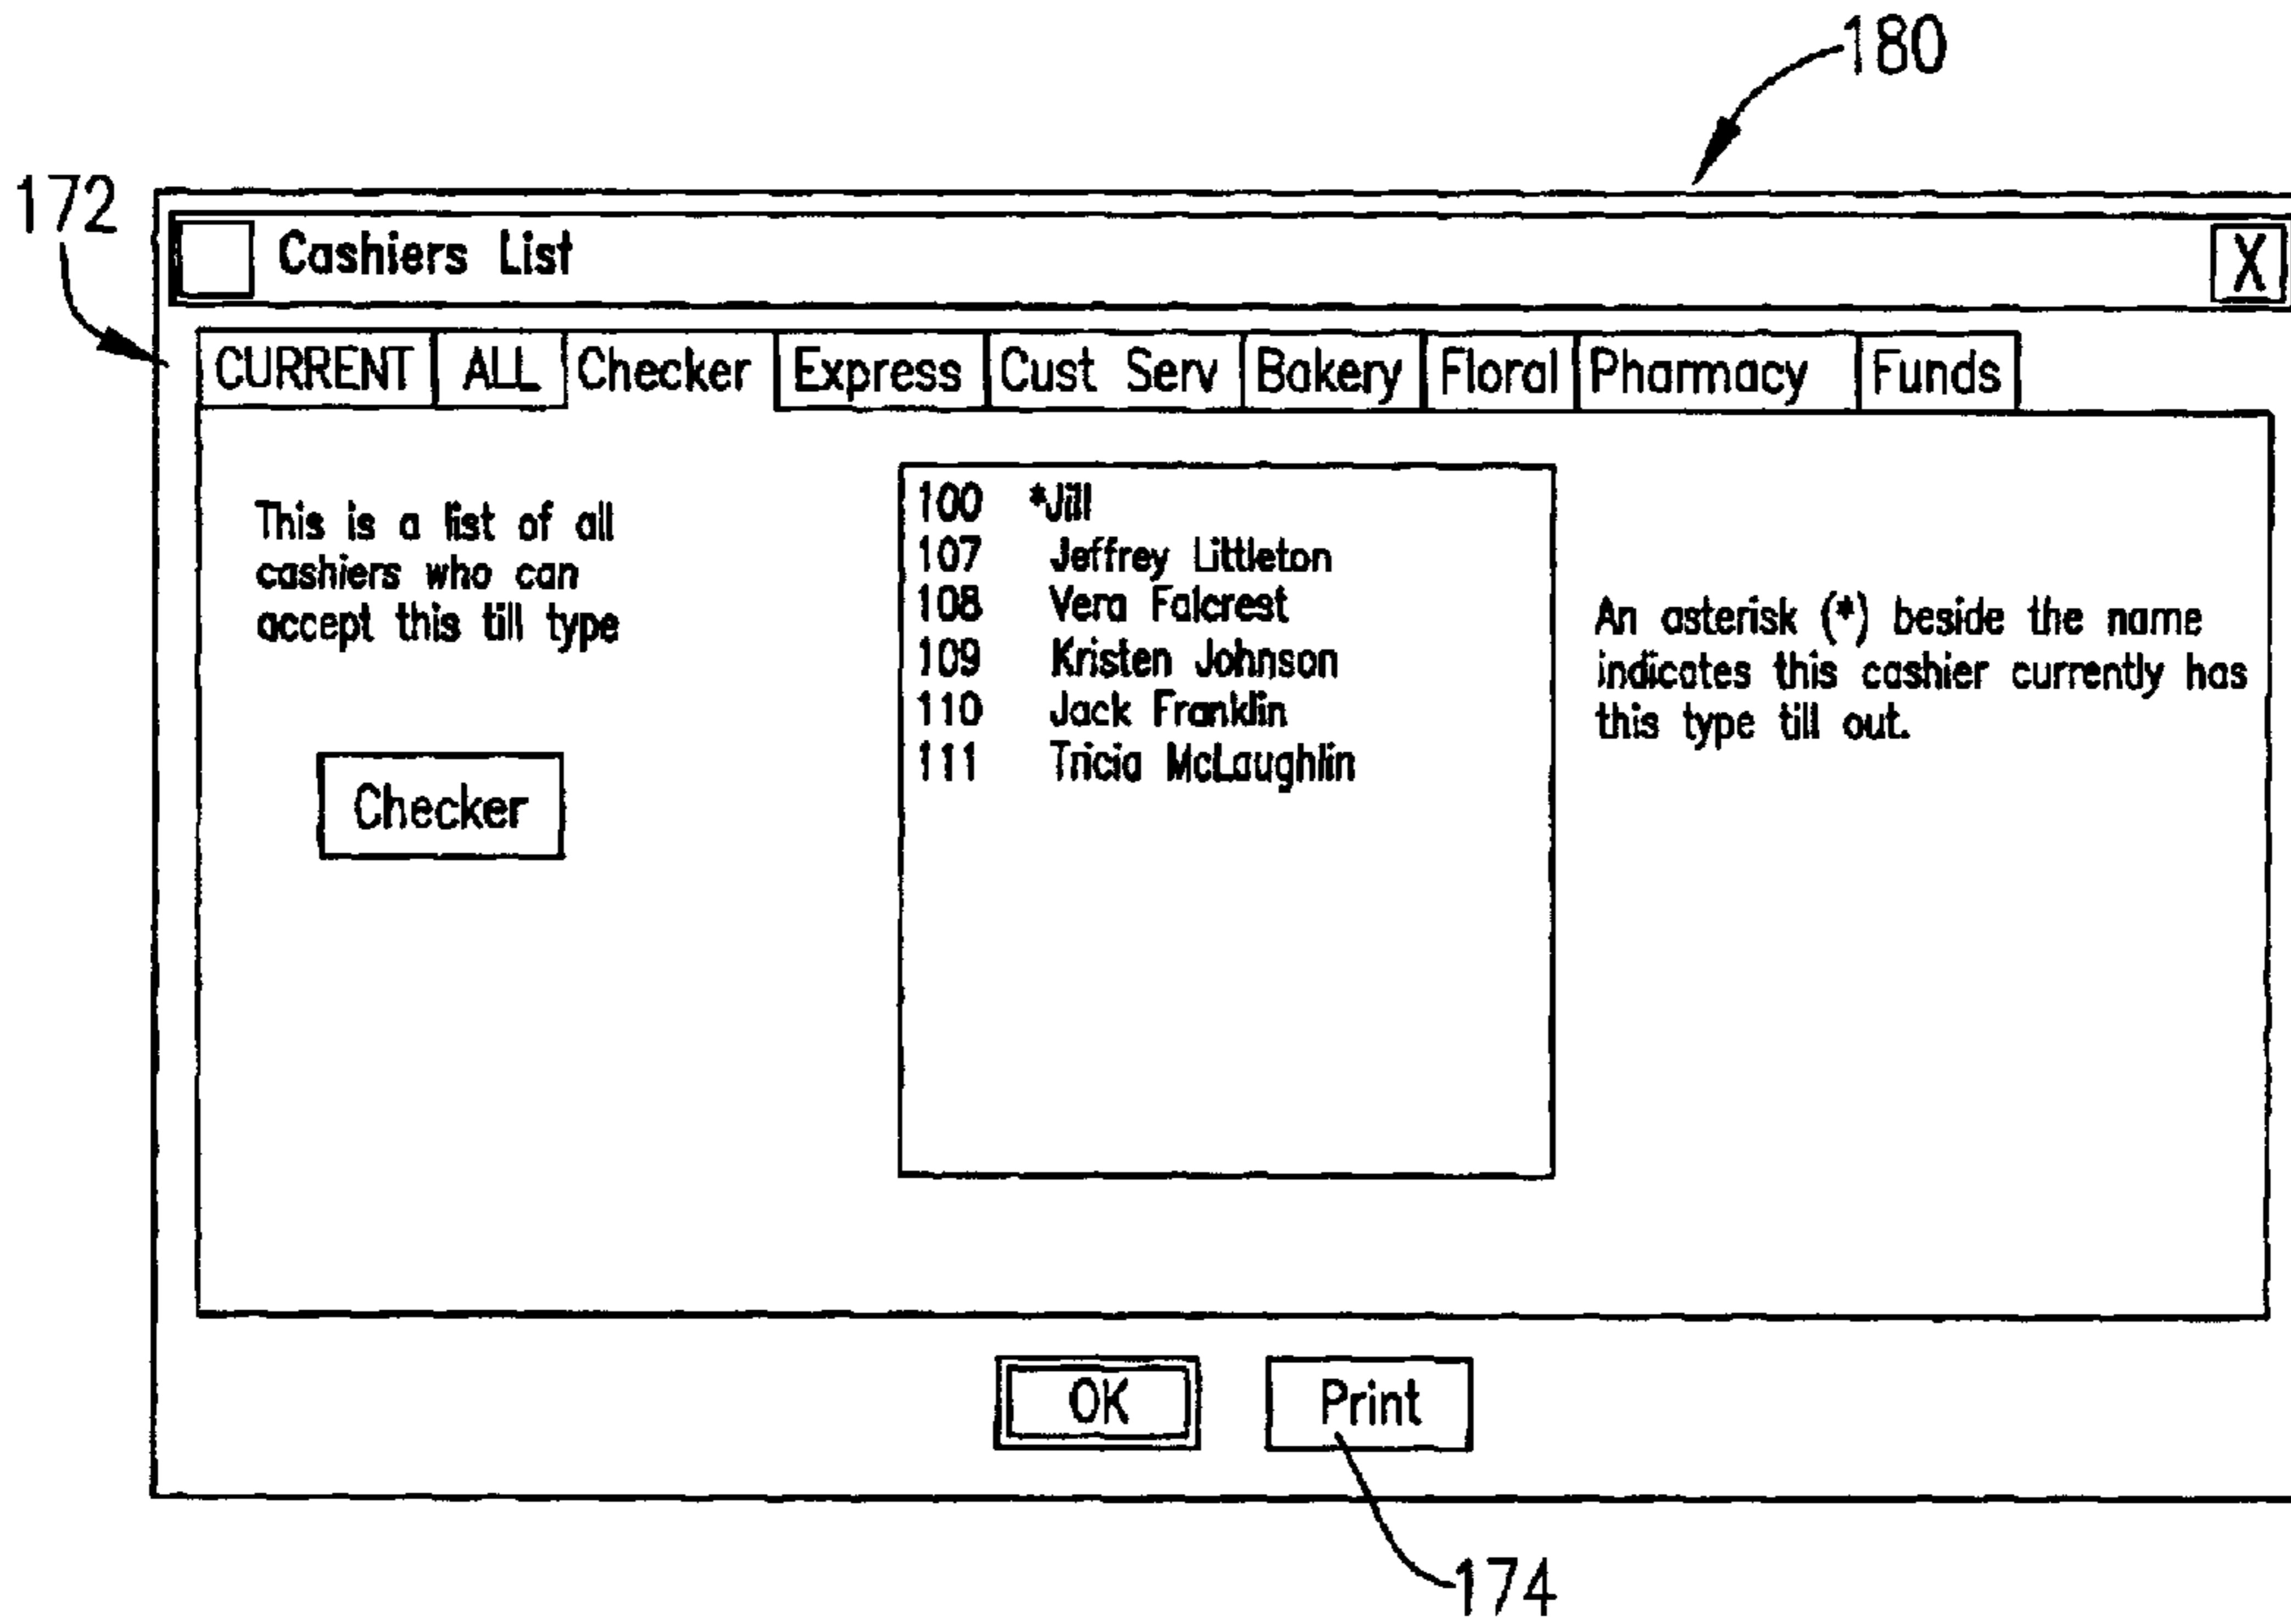 180
172
Cashiers List X
CURRENT ALL Checker Express Cust Serv Bakery Floral Pharmacy Funds
This is a list of all
cashiers who can
accept this till type
Checker
100 *Jill
107 Jeffrey Littleton
108 Vera Falcrest
109 Kristen Johnson
110 Jack Franklin
111 Tricia McLaughlin
An asterisk (*) beside the name
indicates this cashier currently has
this type till out.
OK Print
174